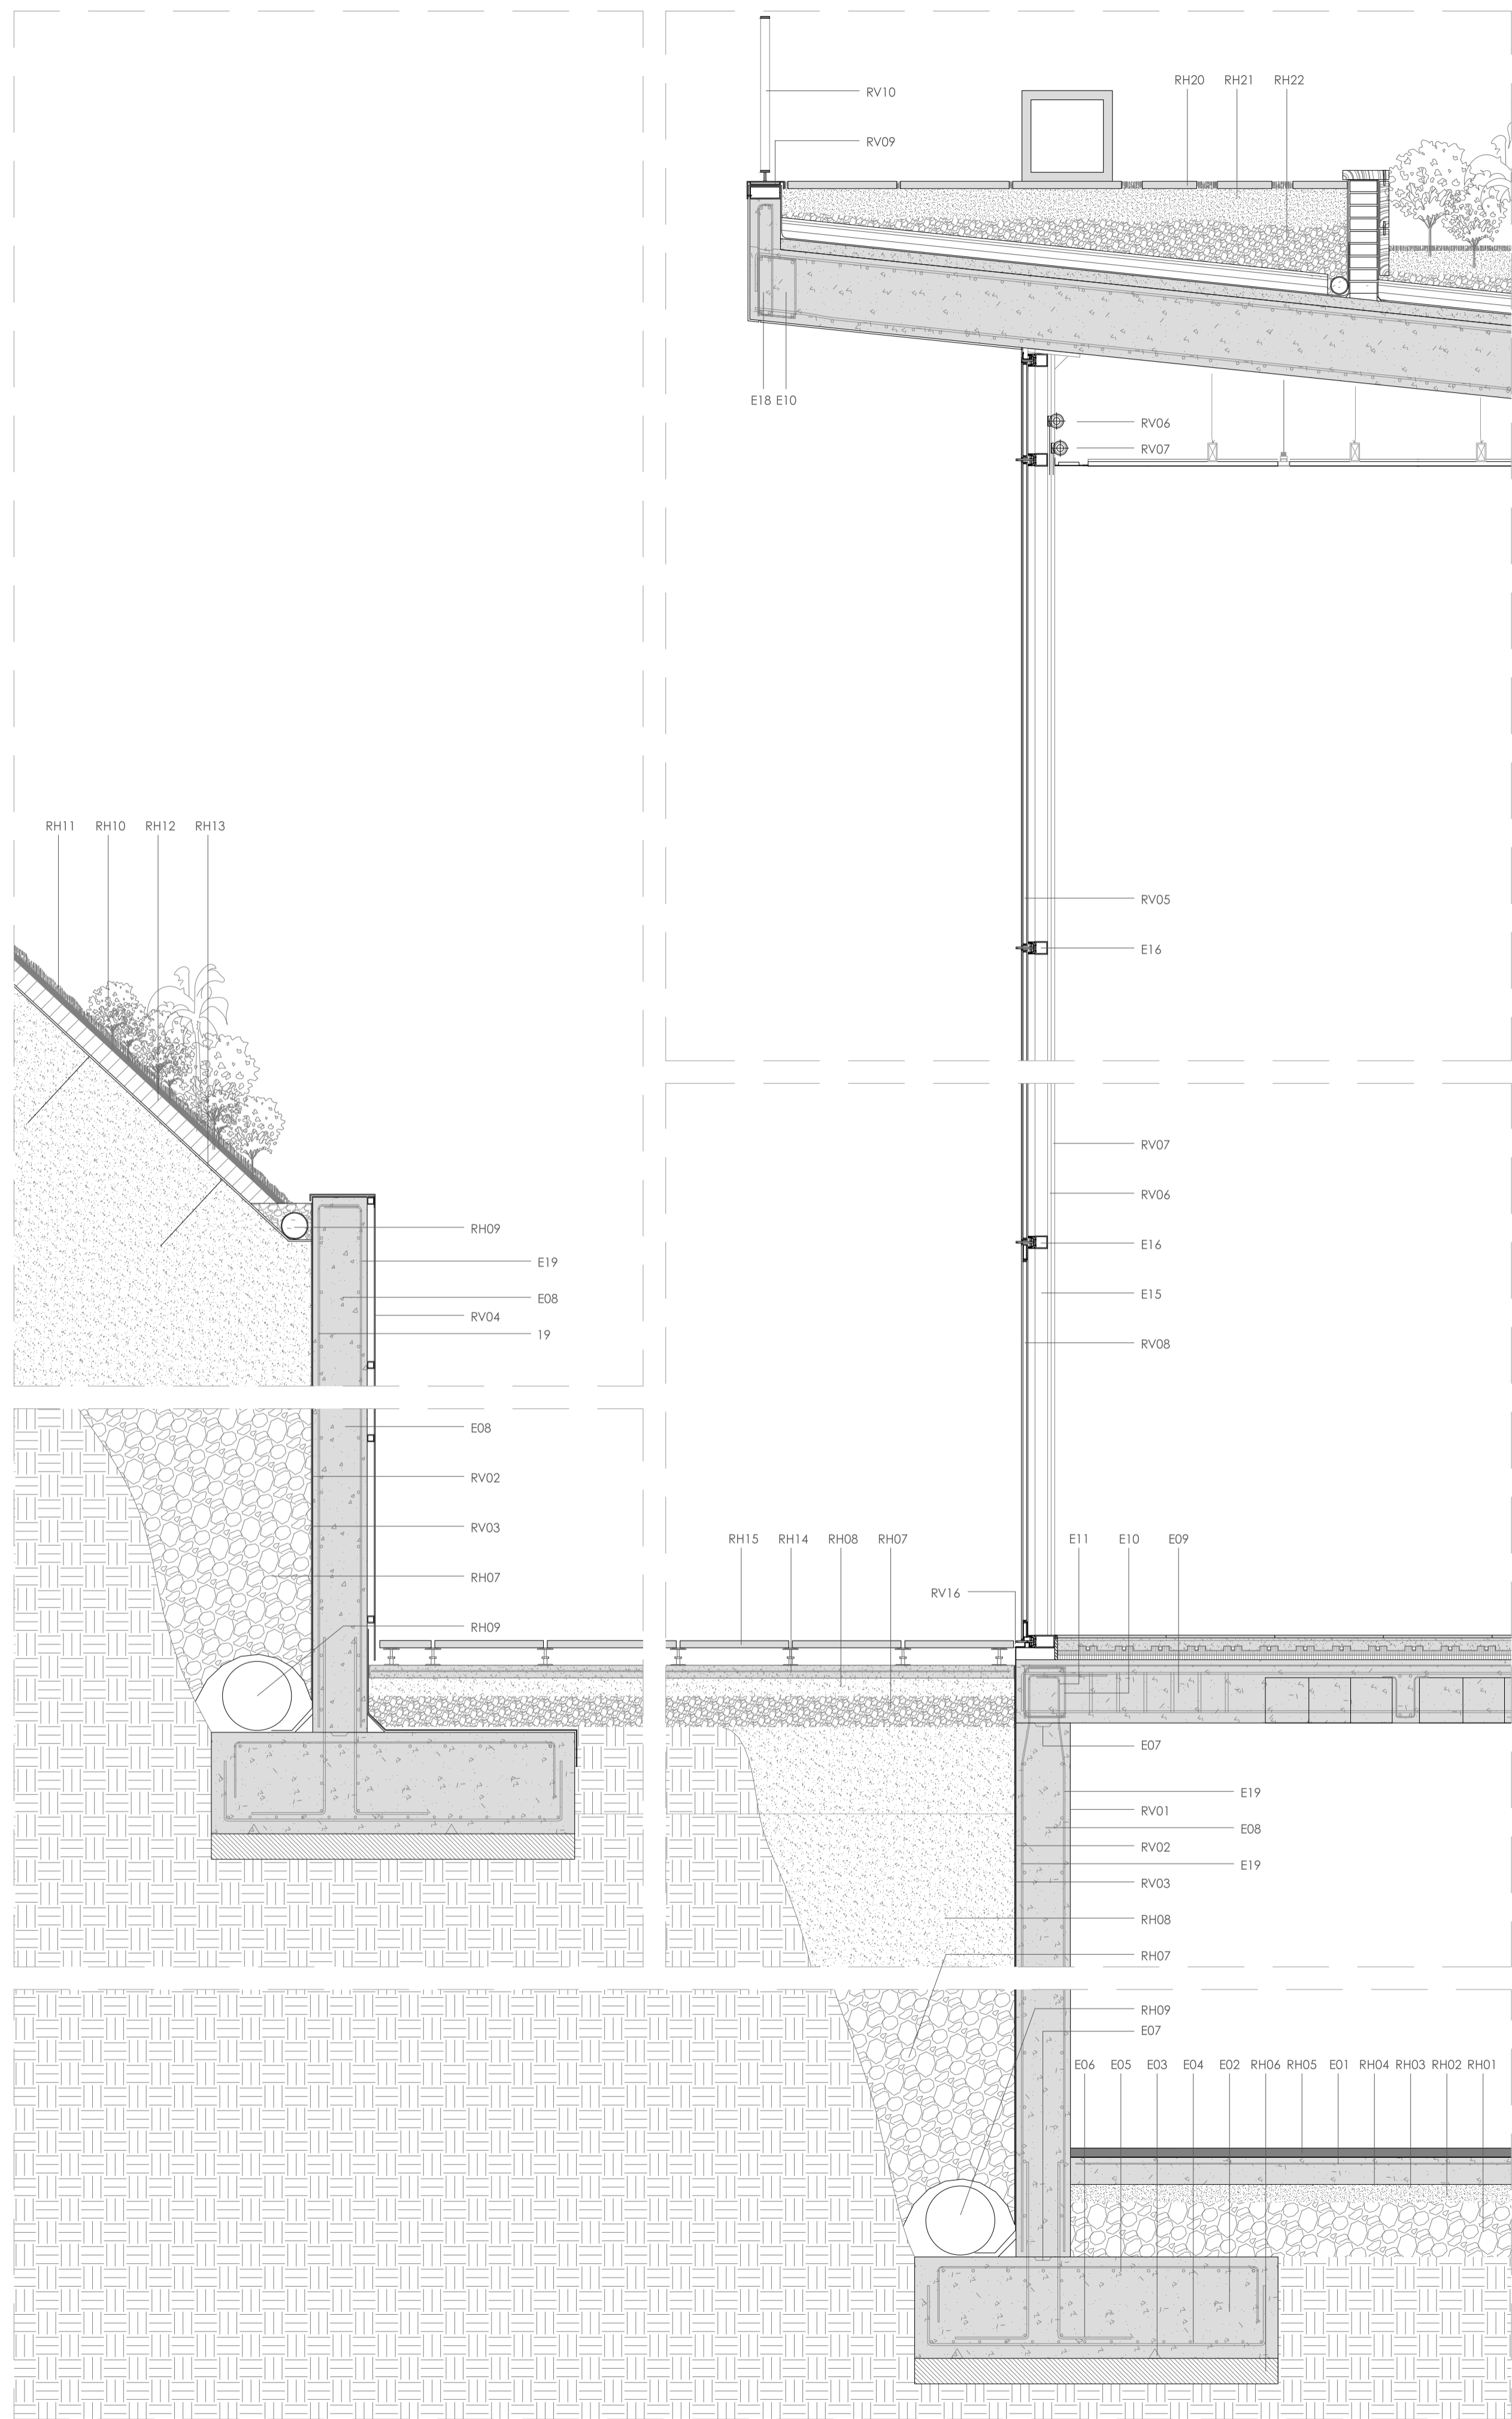 RH20 RH21 RH22
RV10
RV09
E18 E10
RV06
RV07
RH11 RH10 RH12 RH13
RV05
E16
RV07
RV06
E16
E15
RV08
RH09
E19
E08
RV04
19
E08
RV02
RV03
RH07
RH09
RH15 RH14 RH08 RH07
RV16
E11 E10 E09
E07
E19
RV01
E08
RV02
E19
RV03
RH08
RH07
RH09
E07
E06 E05 E03 E04 E02 RH06 RH05 E01 RH04 RH03 RH02 RH01